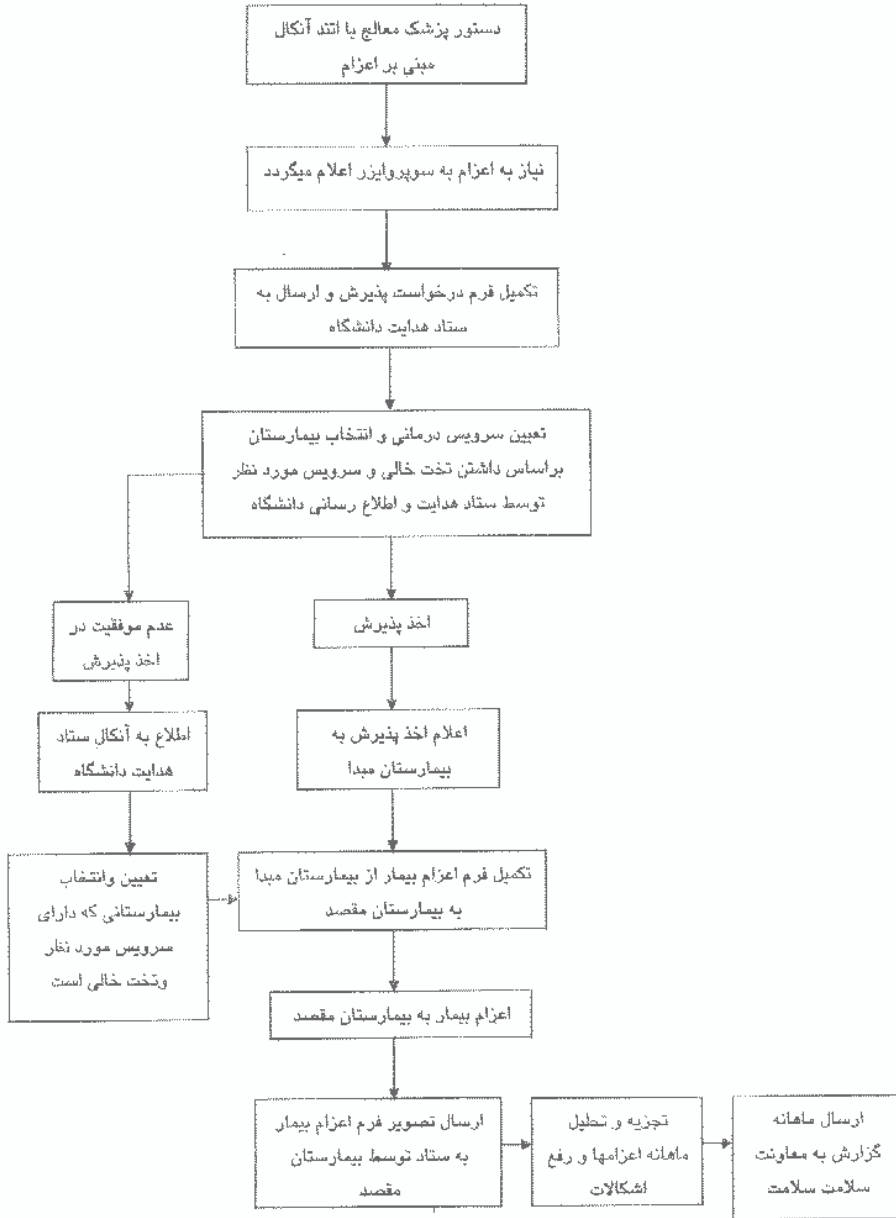 دستور پزشک معالج یا اتند آنکال
مبنی بر اعزام
نیاز به اعزام به سوپروایزر اعلام میگردد
تکمیل فرم درخواست پذیرش و ارسال به
ستاد هدایت دانشگاه
تعیین سرویس درمانی و انتخاب بیمارستان
براساس داشتن تخت خالی و سرویس مورد نظر
توسط ستاد هدایت و اطلاع رسانی دانشگاه
اخذ پذیرش
عدم موفقیت در
اخذ پذیرش
اعلام اخذ پذیرش به
بیمارستان مبدا
اطلاع به آنکال ستاد
هدایت دانشگاه
تکمیل فرم اعزام بیمار از بیمارستان مبدا
به بیمارستان مقصد
تعیین وانتخاب
بیمارستانی که دارای
سرویس مورد نظر
وتخت خالی است
اعزام بیمار به بیمارستان مقصد
ارسال تصویر فرم اعزام بیمار
به ستاد توسط بیمارستان
مقصد
تجزیه و تحلیل
ماهانه اعزامها و رفع
اشکالات
ارسال ماهانه
گزارش به معاونت
سلامت سلامت